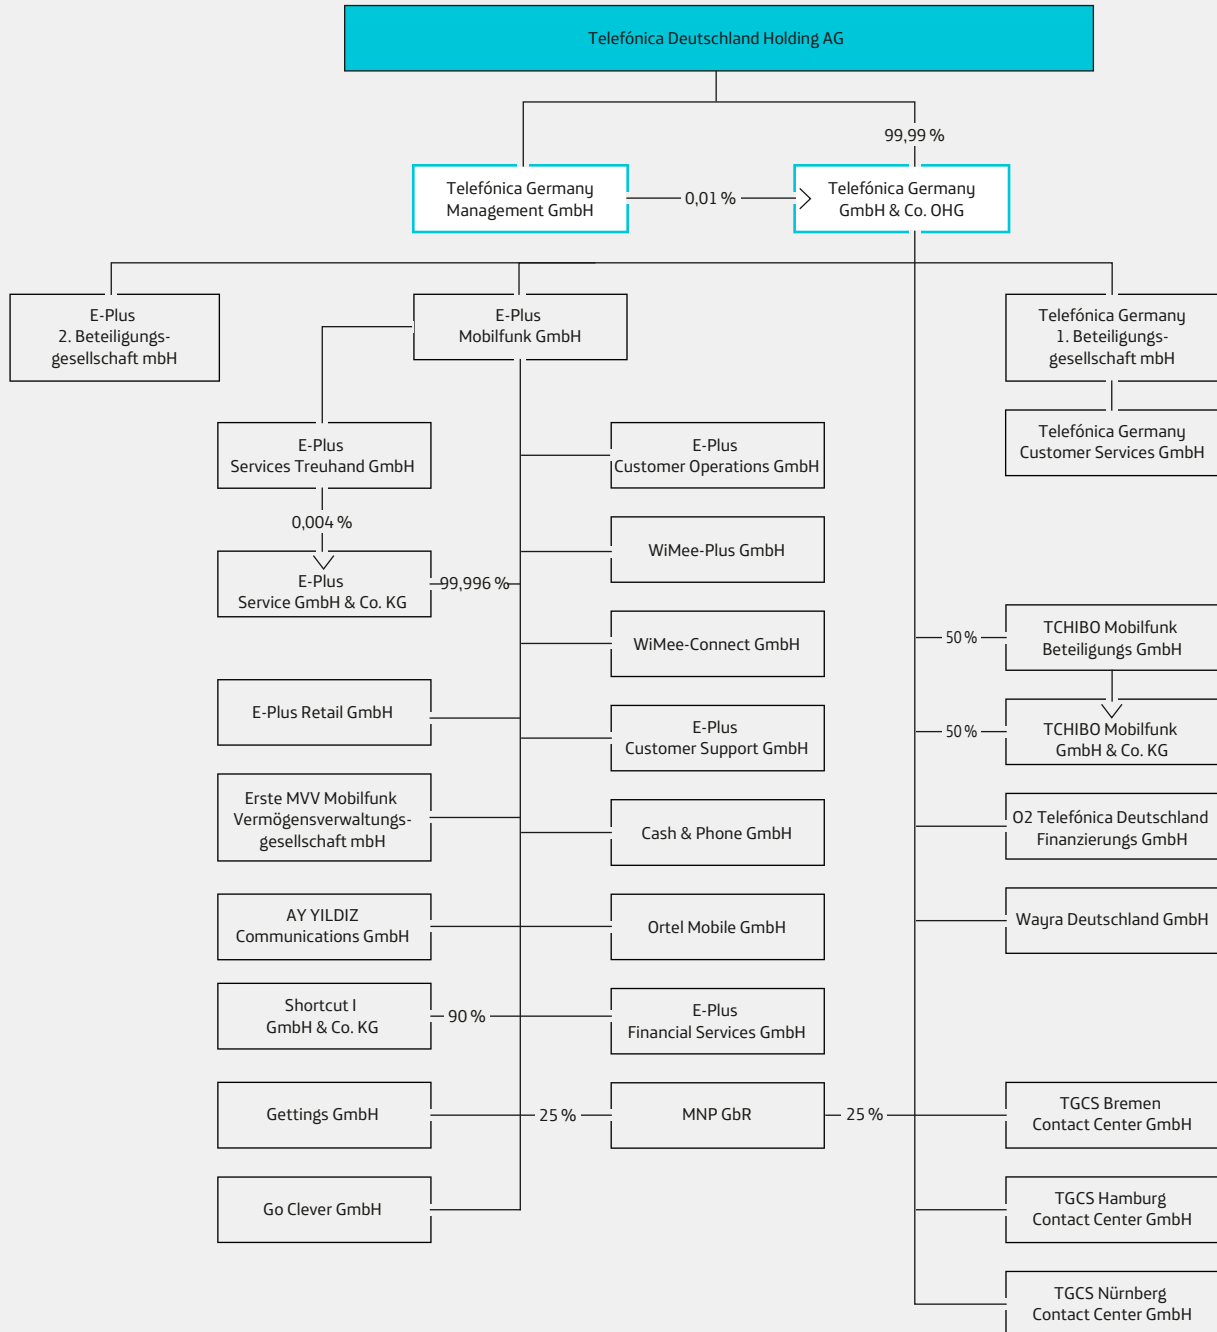 Telefónica Deutschland Holding AG
99,99 %
Telefónica Germany
Management GmbH
0,01 %
Telefónica Germany
GmbH & Co. OHG
E-Plus
2. Beteiligungs-
gesellschaft mbH
E-Plus
Mobilfunk GmbH
Telefónica Germany
1. Beteiligungs-
gesellschaft mbH
E-Plus
Services Treuhand GmbH
E-Plus
Customer Operations GmbH
Telefónica Germany
Customer Services GmbH
0,004 %
WiMee-Plus GmbH
E-Plus
Service GmbH & Co. KG
99,996 %
WiMee-Connect GmbH
50 %
TCHIBO Mobilfunk
Beteiligungs GmbH
E-Plus Retail GmbH
E-Plus
Customer Support GmbH
50 %
TCHIBO Mobilfunk
GmbH & Co. KG
Erste MVV Mobilfunk
Vermögensverwaltungs-
gesellschaft mbH
Cash & Phone GmbH
O2 Telefónica Deutschland
Finanzierungs GmbH
AY YILDIZ
Communications GmbH
Ortel Mobile GmbH
Wayra Deutschland GmbH
Shortcut I
GmbH & Co. KG
90 %
E-Plus
Financial Services GmbH
Gettings GmbH
25 %
MNP GbR
25 %
TGCS Bremen
Contact Center GmbH
Go Clever GmbH
TGCS Hamburg
Contact Center GmbH
TGCS Nürnberg
Contact Center GmbH